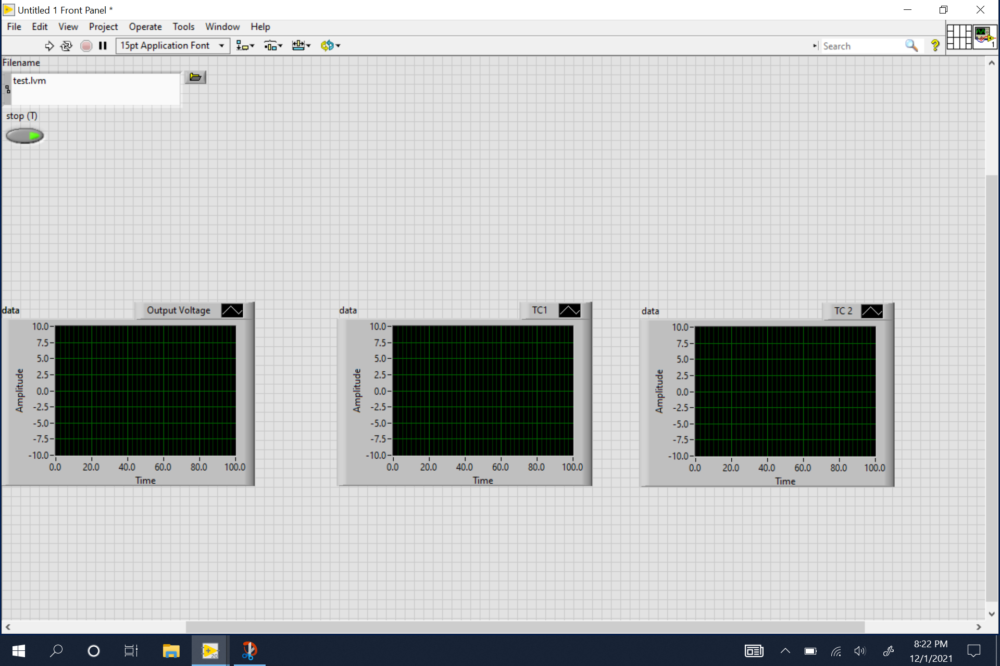 Untitled 1 Front Panel *
File Edit View Project Operate Tools Window Help
15pt Application Font
Search
?
1
Filename
test.lvm
stop (T)
data
Output Voltage
10.0
7.5
5.0
2.5
0.0
-2.5
-5.0
-7.5
-10.0
Amplitude
0.0 20.0 40.0 60.0 80.0 100.0
Time
data
TC1
10.0
7.5
5.0
2.5
0.0
-2.5
-5.0
-7.5
-10.0
Amplitude
0.0 20.0 40.0 60.0 80.0 100.0
Time
data
TC 2
10.0
7.5
5.0
2.5
0.0
-2.5
-5.0
-7.5
-10.0
Amplitude
0.0 20.0 40.0 60.0 80.0 100.0
Time
20
8:22 PM
12/1/2021